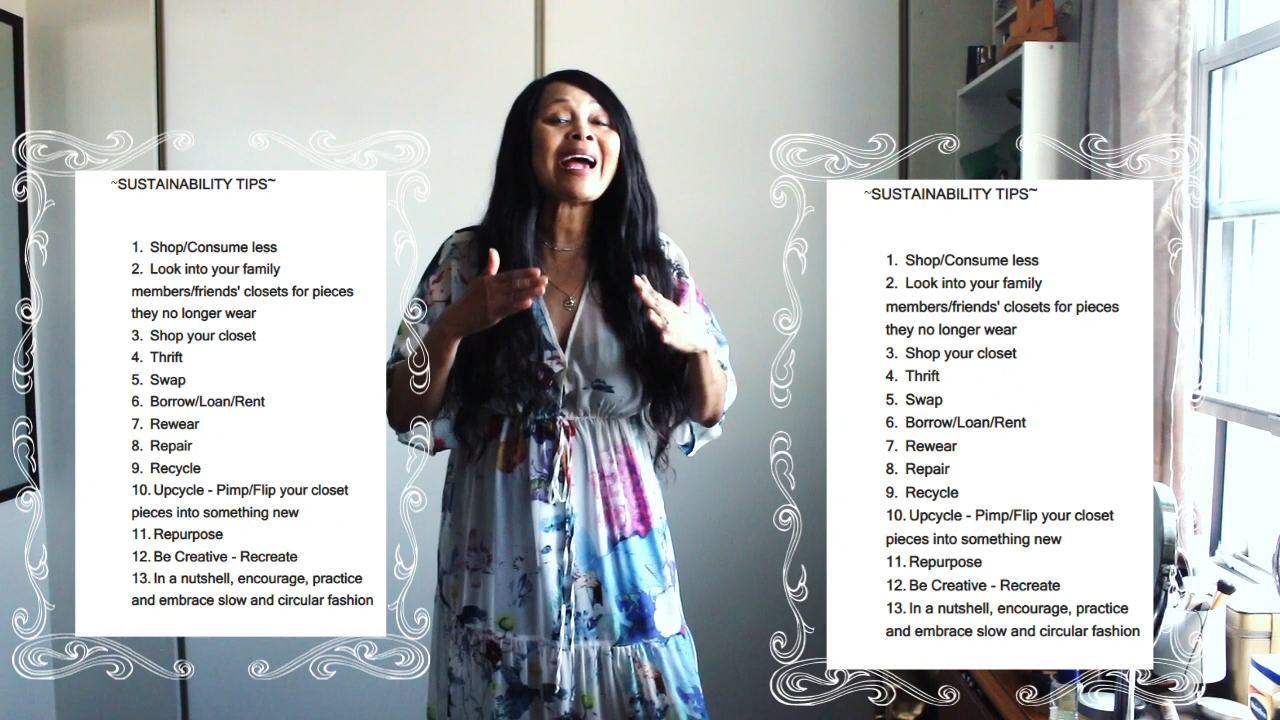 ~SUSTAINABILITY TIPS~
1. Shop/Consume less
2. Look into your family
members/friends' closets for pieces
they no longer wear
3. Shop your closet
4. Thrift
5. Swap
6. Borrow/Loan/Rent
7. Rewear
8. Repair
9. Recycle
10. Upcycle - Pimp/Flip your closet
pieces into something new
11. Repurpose
12. Be Creative - Recreate
13. In a nutshell, encourage, practice
and embrace slow and circular fashion
~SUSTAINABILITY TIPS~
1. Shop/Consume less
2. Look into your family
members/friends' closets for pieces
they no longer wear
3. Shop your closet
4. Thrift
5. Swap
6. Borrow/Loan/Rent
7. Rewear
8. Repair
9. Recycle
10. Upcycle - Pimp/Flip your closet
pieces into something new
11. Repurpose
12. Be Creative - Recreate
13. In a nutshell, encourage, practice
and embrace slow and circular fashion